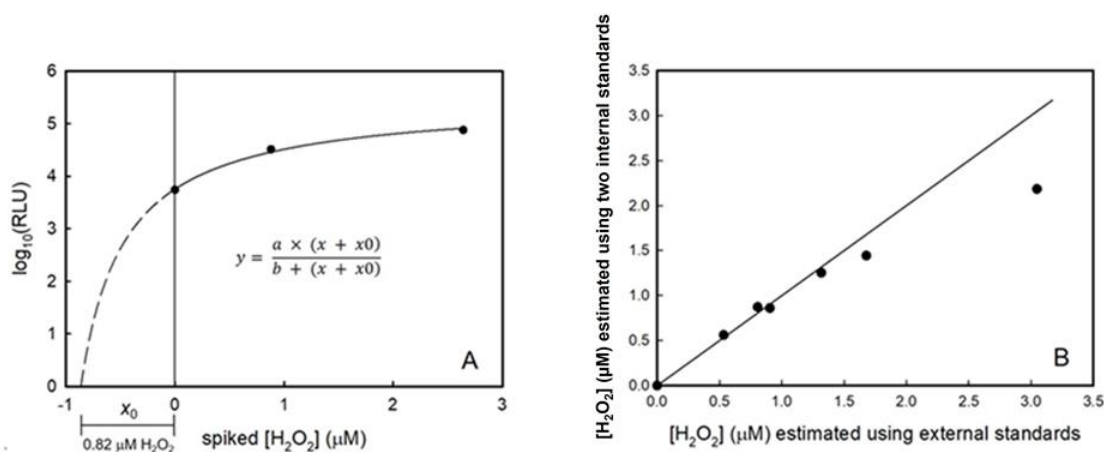 6
5
4
3
2
1
0
log₁₀(RLU)
y = a × (x + x0) / b + (x + x0)
A
-1 0 1 2 3
x₀
0.82 µM H₂O₂
spiked [H₂O₂] (µM)
3.5
3.0
2.5
2.0
1.5
1.0
0.5
0.0
[H₂O₂] (µM) estimated using two internal standards
B
0.0 0.5 1.0 1.5 2.0 2.5 3.0 3.5
[H₂O₂] (µM) estimated using external standards